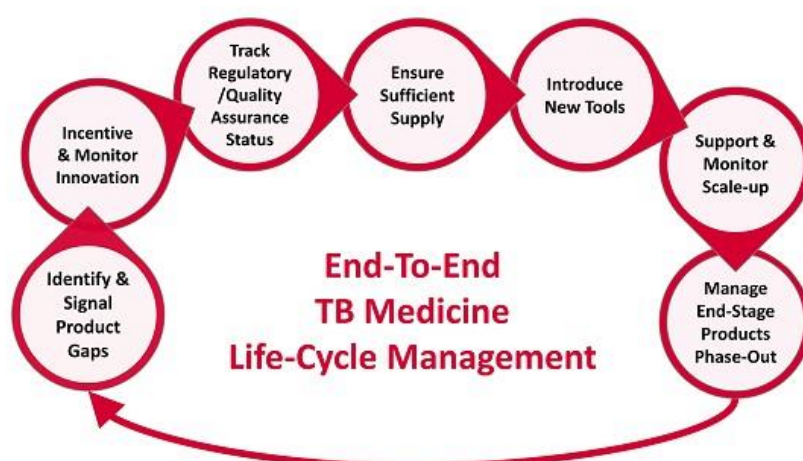 Identify &
Signal
Product
Gaps
Incentive
& Monitor
Innovation
Track
Regulatory
/Quality
Assurance
Status
Ensure
Sufficient
Supply
Introduce
New Tools
Support &
Monitor
Scale-up
Manage
End-Stage
Products
Phase-Out
End-To-End
TB Medicine
Life-Cycle Management